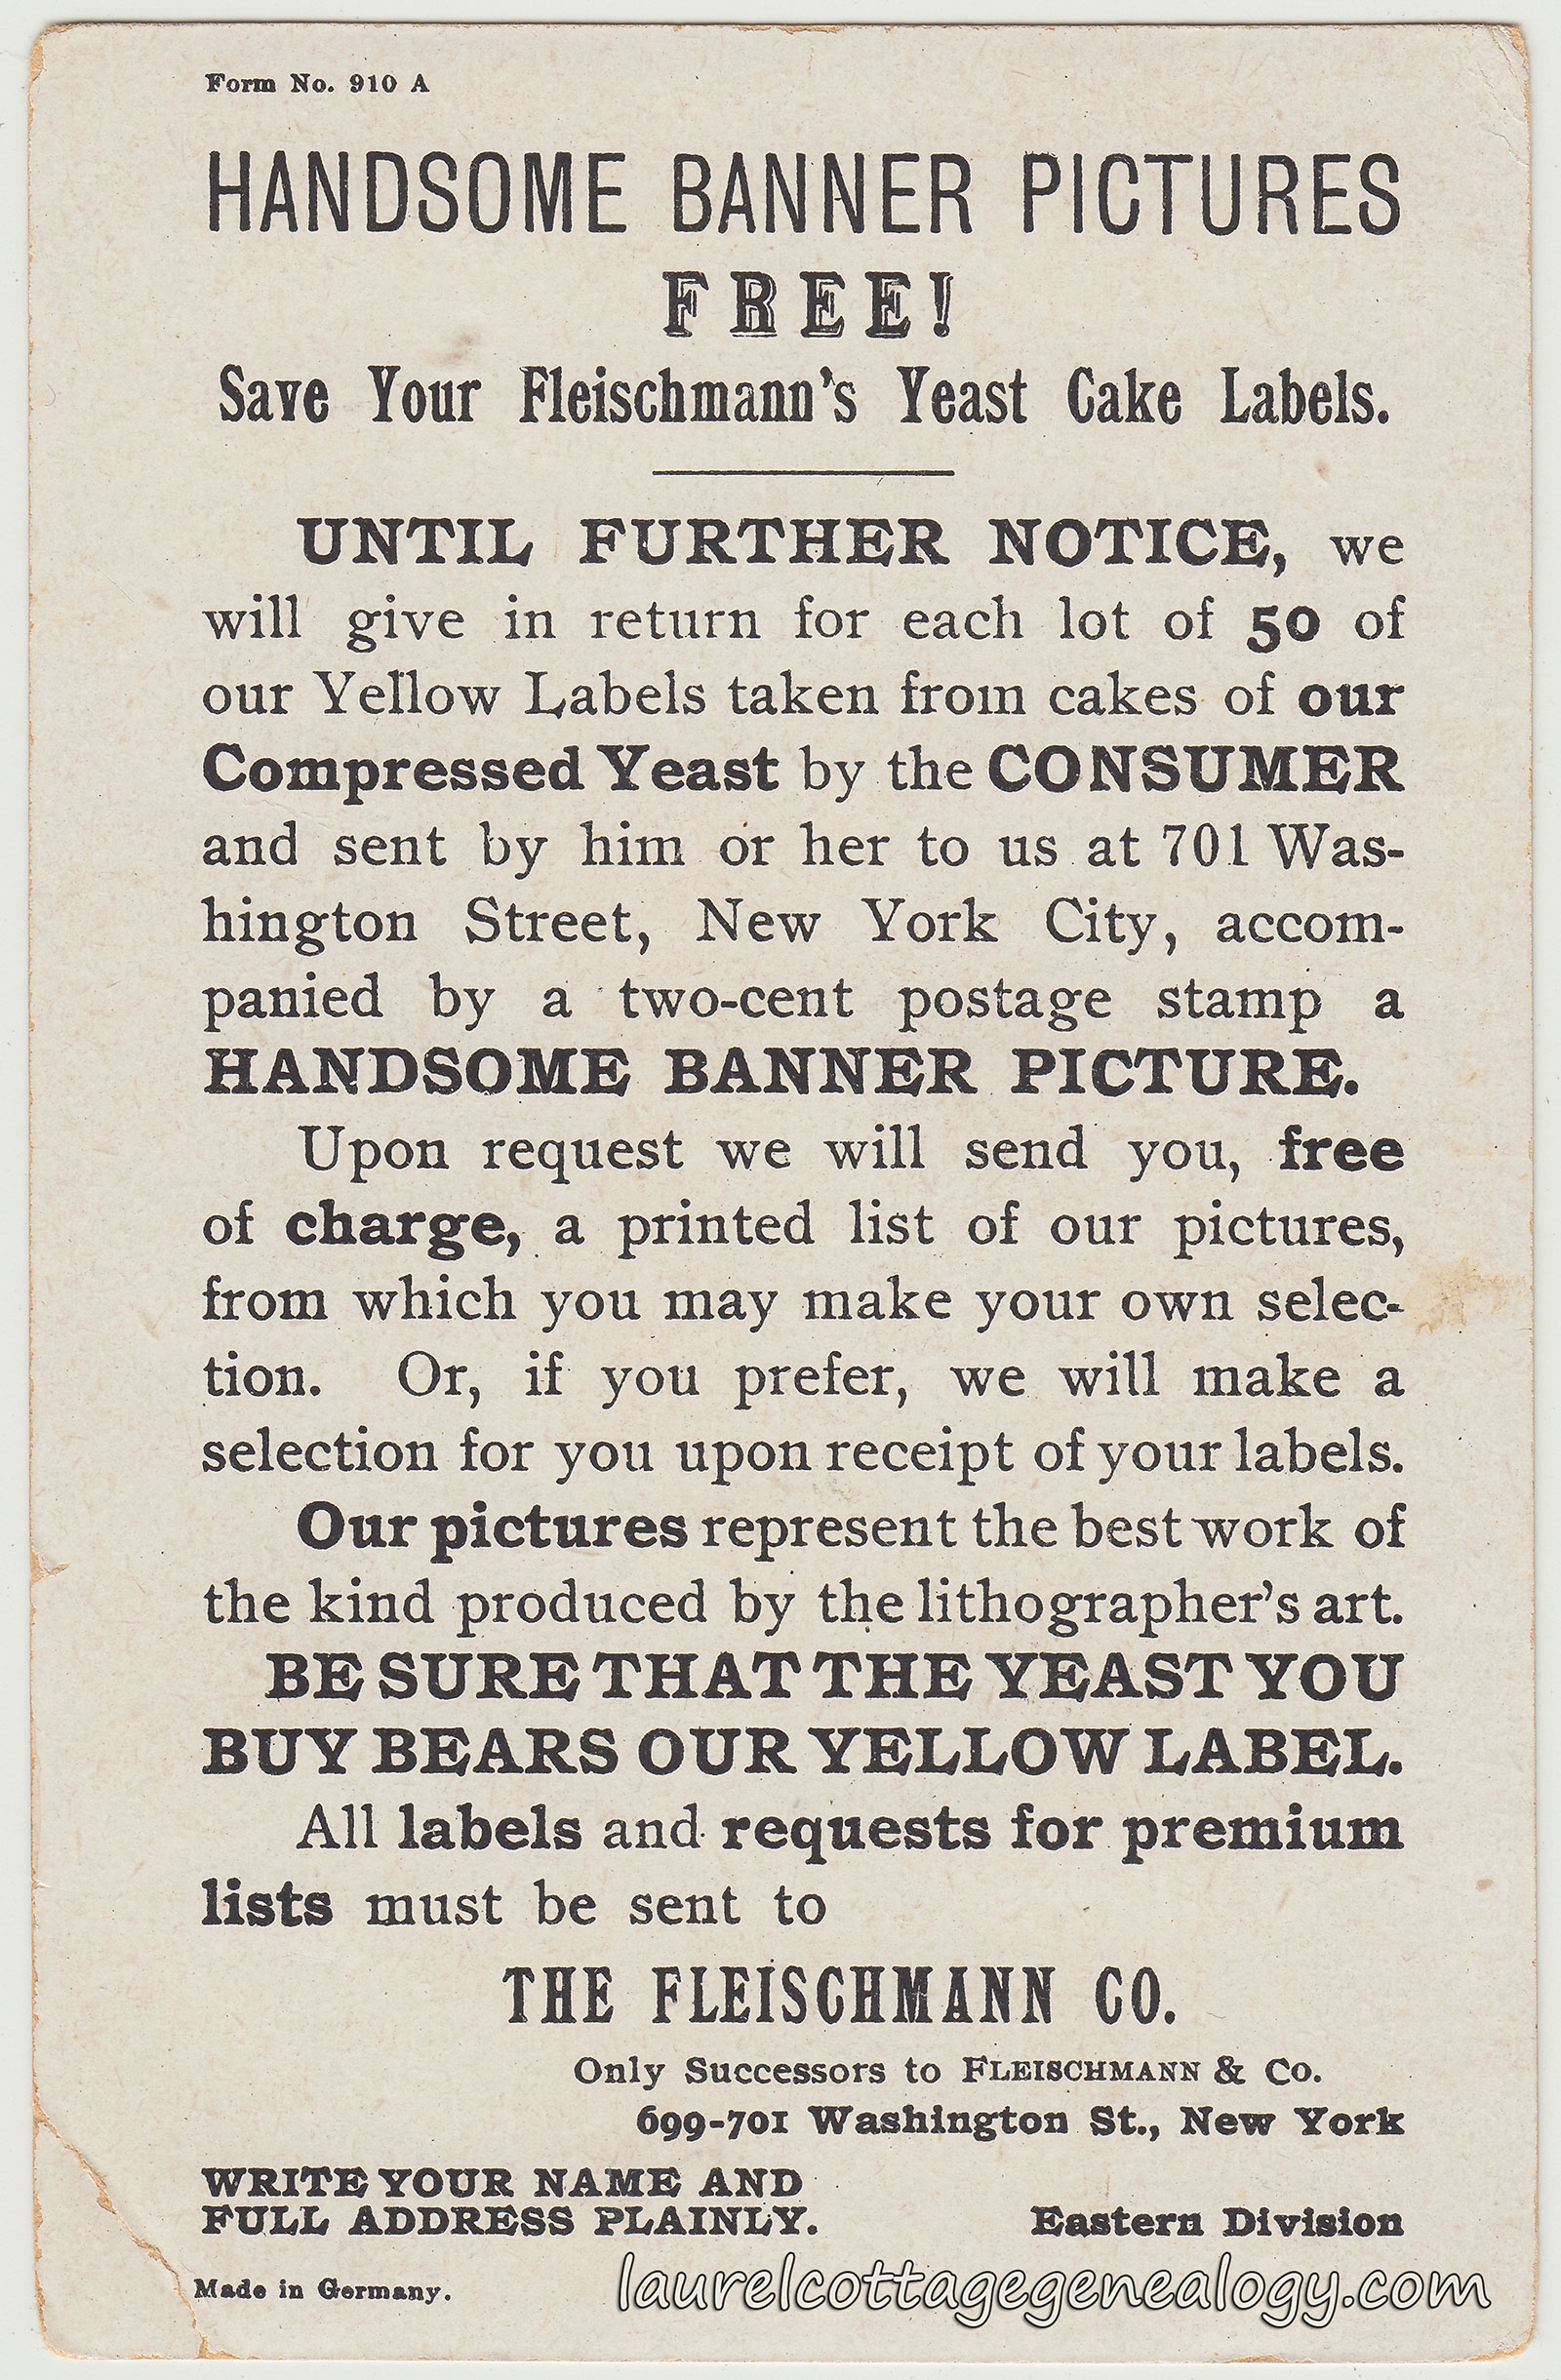 Form No. 910 A
HANDSOME BANNER PICTURES
FREE!
Save Your Fleischmann's Yeast Cake Labels.
UNTIL FURTHER NOTICE, we
will give in return for each lot of 50 of
our Yellow Labels taken from cakes of our
Compressed Yeast by the CONSUMER
and sent by him or her to us at 701 Was-
hington Street, New York City, accom-
panied by a two-cent postage stamp a
HANDSOME BANNER PICTURE.
Upon request we will send you, free
of charge, a printed list of our pictures,
from which you may make your own selec-
tion. Or, if you prefer, we will make a
selection for you upon receipt of your labels.
Our pictures represent the best work of
the kind produced by the lithographer's art.
BE SURE THAT THE YEAST YOU
BUY BEARS OUR YELLOW LABEL.
All labels and requests for premium
lists must be sent to
THE FLEISCHMANN CO.
Only Successors to FLEISCHMANN & Co.
699-701 Washington St., New York
WRITE YOUR NAME AND
FULL ADDRESS PLAINLY.
Eastern Division
Made in Germany.
laurelcottagegenealogy.com